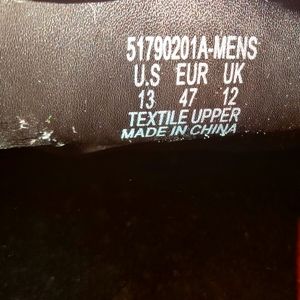 51790201A-MENS
U.S EUR UK
13 47 12
TEXTILE UPPER
MADE IN CHINA